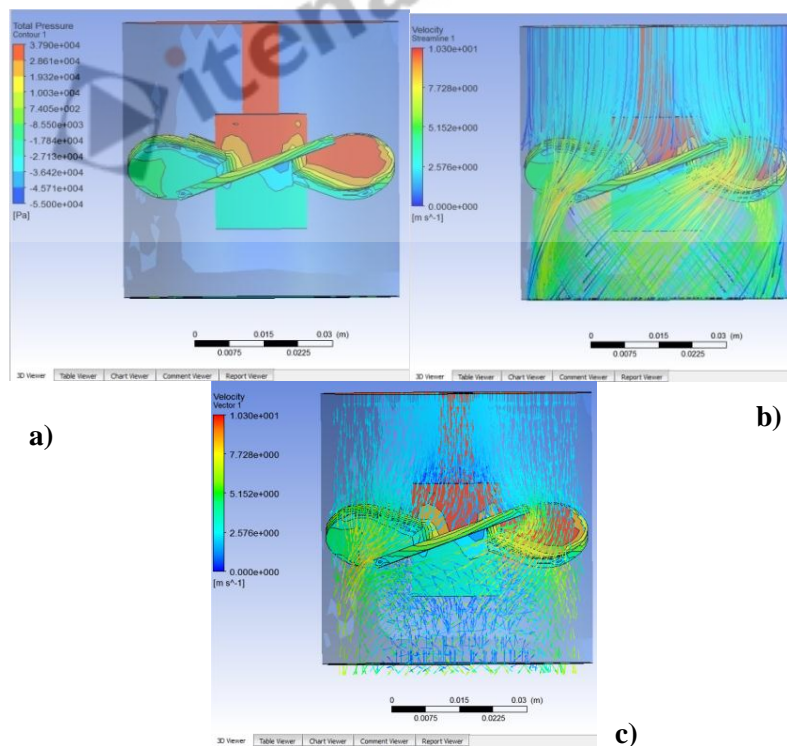 Total Pressure
Contour 1
3.790e+004
2.861e+004
1.932e+004
1.003e+004
7.405e+002
-8.550e+003
-1.784e+004
-2.713e+004
-3.642e+004
-4.571e+004
-5.500e+004
[Pa]
0 0.015 0.03 (m)
0.0075 0.0225
3D Viewer Table Viewer Chart Viewer Comment Viewer Report Viewer
a)
Velocity
Streamline 1
1.030e+001
7.728e+000
5.152e+000
2.576e+000
0.000e+000
[m s^-1]
0 0.015 0.03 (m)
0.0075 0.0225
3D Viewer Table Viewer Chart Viewer Comment Viewer Report Viewer
b)
Velocity
Vector 1
1.030e+001
7.728e+000
5.152e+000
2.576e+000
0.000e+000
[m s^-1]
0 0.015 0.03 (m)
0.0075 0.0225
3D Viewer Table Viewer Chart Viewer Comment Viewer Report Viewer
c)